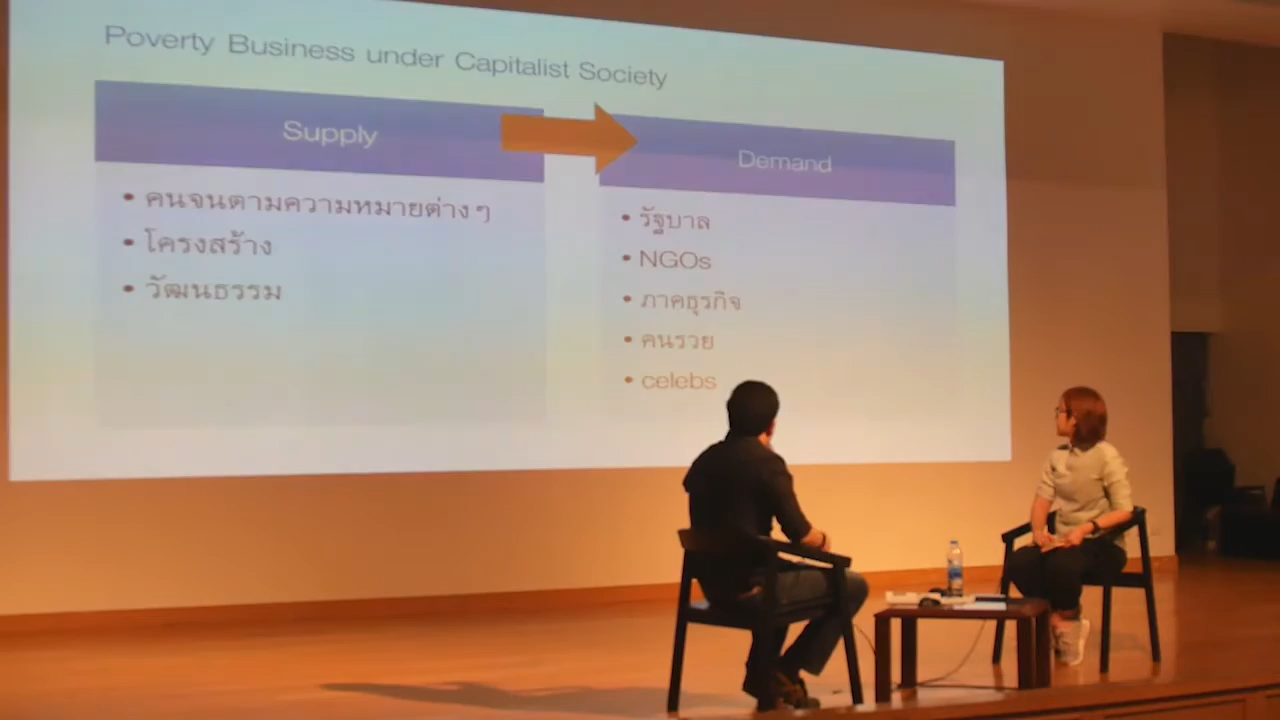 Poverty Business under Capitalist Society
Supply
• คนจนตามความหมายต่างๆ
• โครงสร้าง
• วัฒนธรรม
Demand
• รัฐบาล
• NGOs
• ภาคธุรกิจ
• คนรวย
• celebs